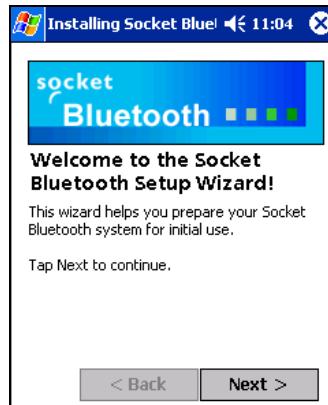 Installing Socket Bluet 11:04
socket
Bluetooth
Welcome to the Socket
Bluetooth Setup Wizard!
This wizard helps you prepare your Socket
Bluetooth system for initial use.
Tap Next to continue.
< Back Next >